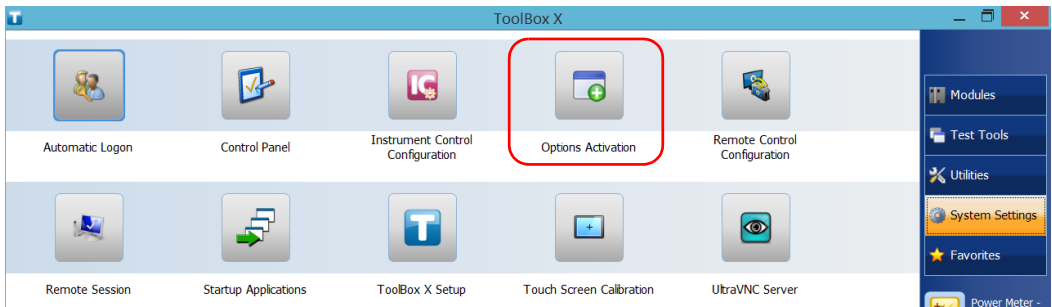 ToolBox X
Automatic Logon
Control Panel
Instrument Control
Configuration
Options Activation
Remote Control
Configuration
Remote Session
Startup Applications
ToolBox X Setup
Touch Screen Calibration
UltraVNC Server
Modules
Test Tools
Utilities
System Settings
Favorites
Power Meter -